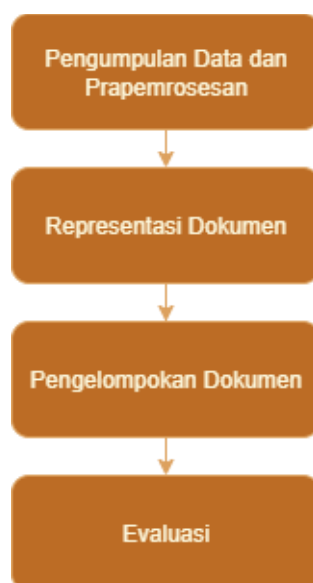 Pengumpulan Data dan
Prapemrosesan
Representasi Dokumen
Pengelompokan Dokumen
Evaluasi